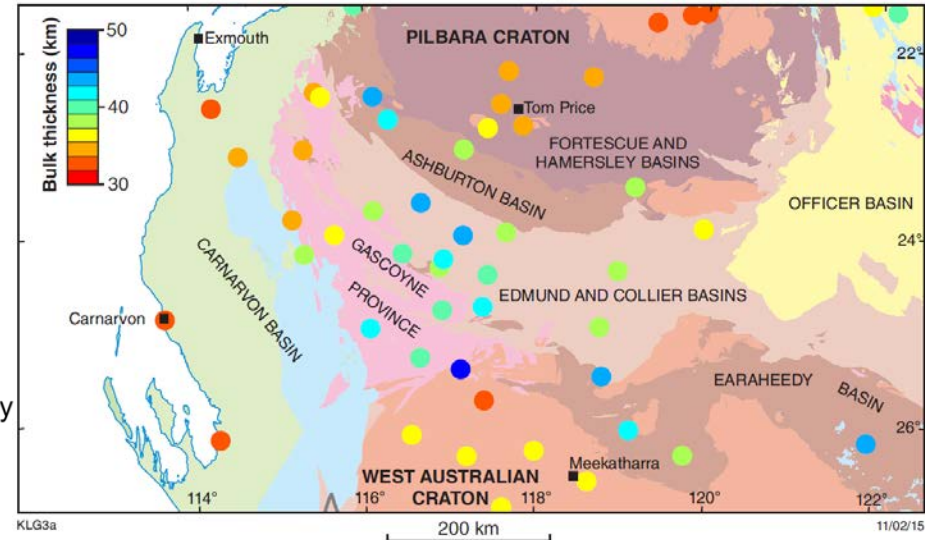 Bulk thickness (km)
50
40
30
Exmouth
PILBARA CRATON
22°
Tom Price
FORTESCUE AND
HAMERSLEY BASINS
ASHBURTON BASIN
OFFICER BASIN
24°
CARNARVON BASIN
GASCOYNE
PROVINCE
EDMUND AND COLLIER BASINS
Carnarvon
EARAHEEDY
BASIN
y
26°
Meekatharra
WEST AUSTRALIAN
CRATON
114°
116°
118°
120°
122°
KLG3a
200 km
11/02/15